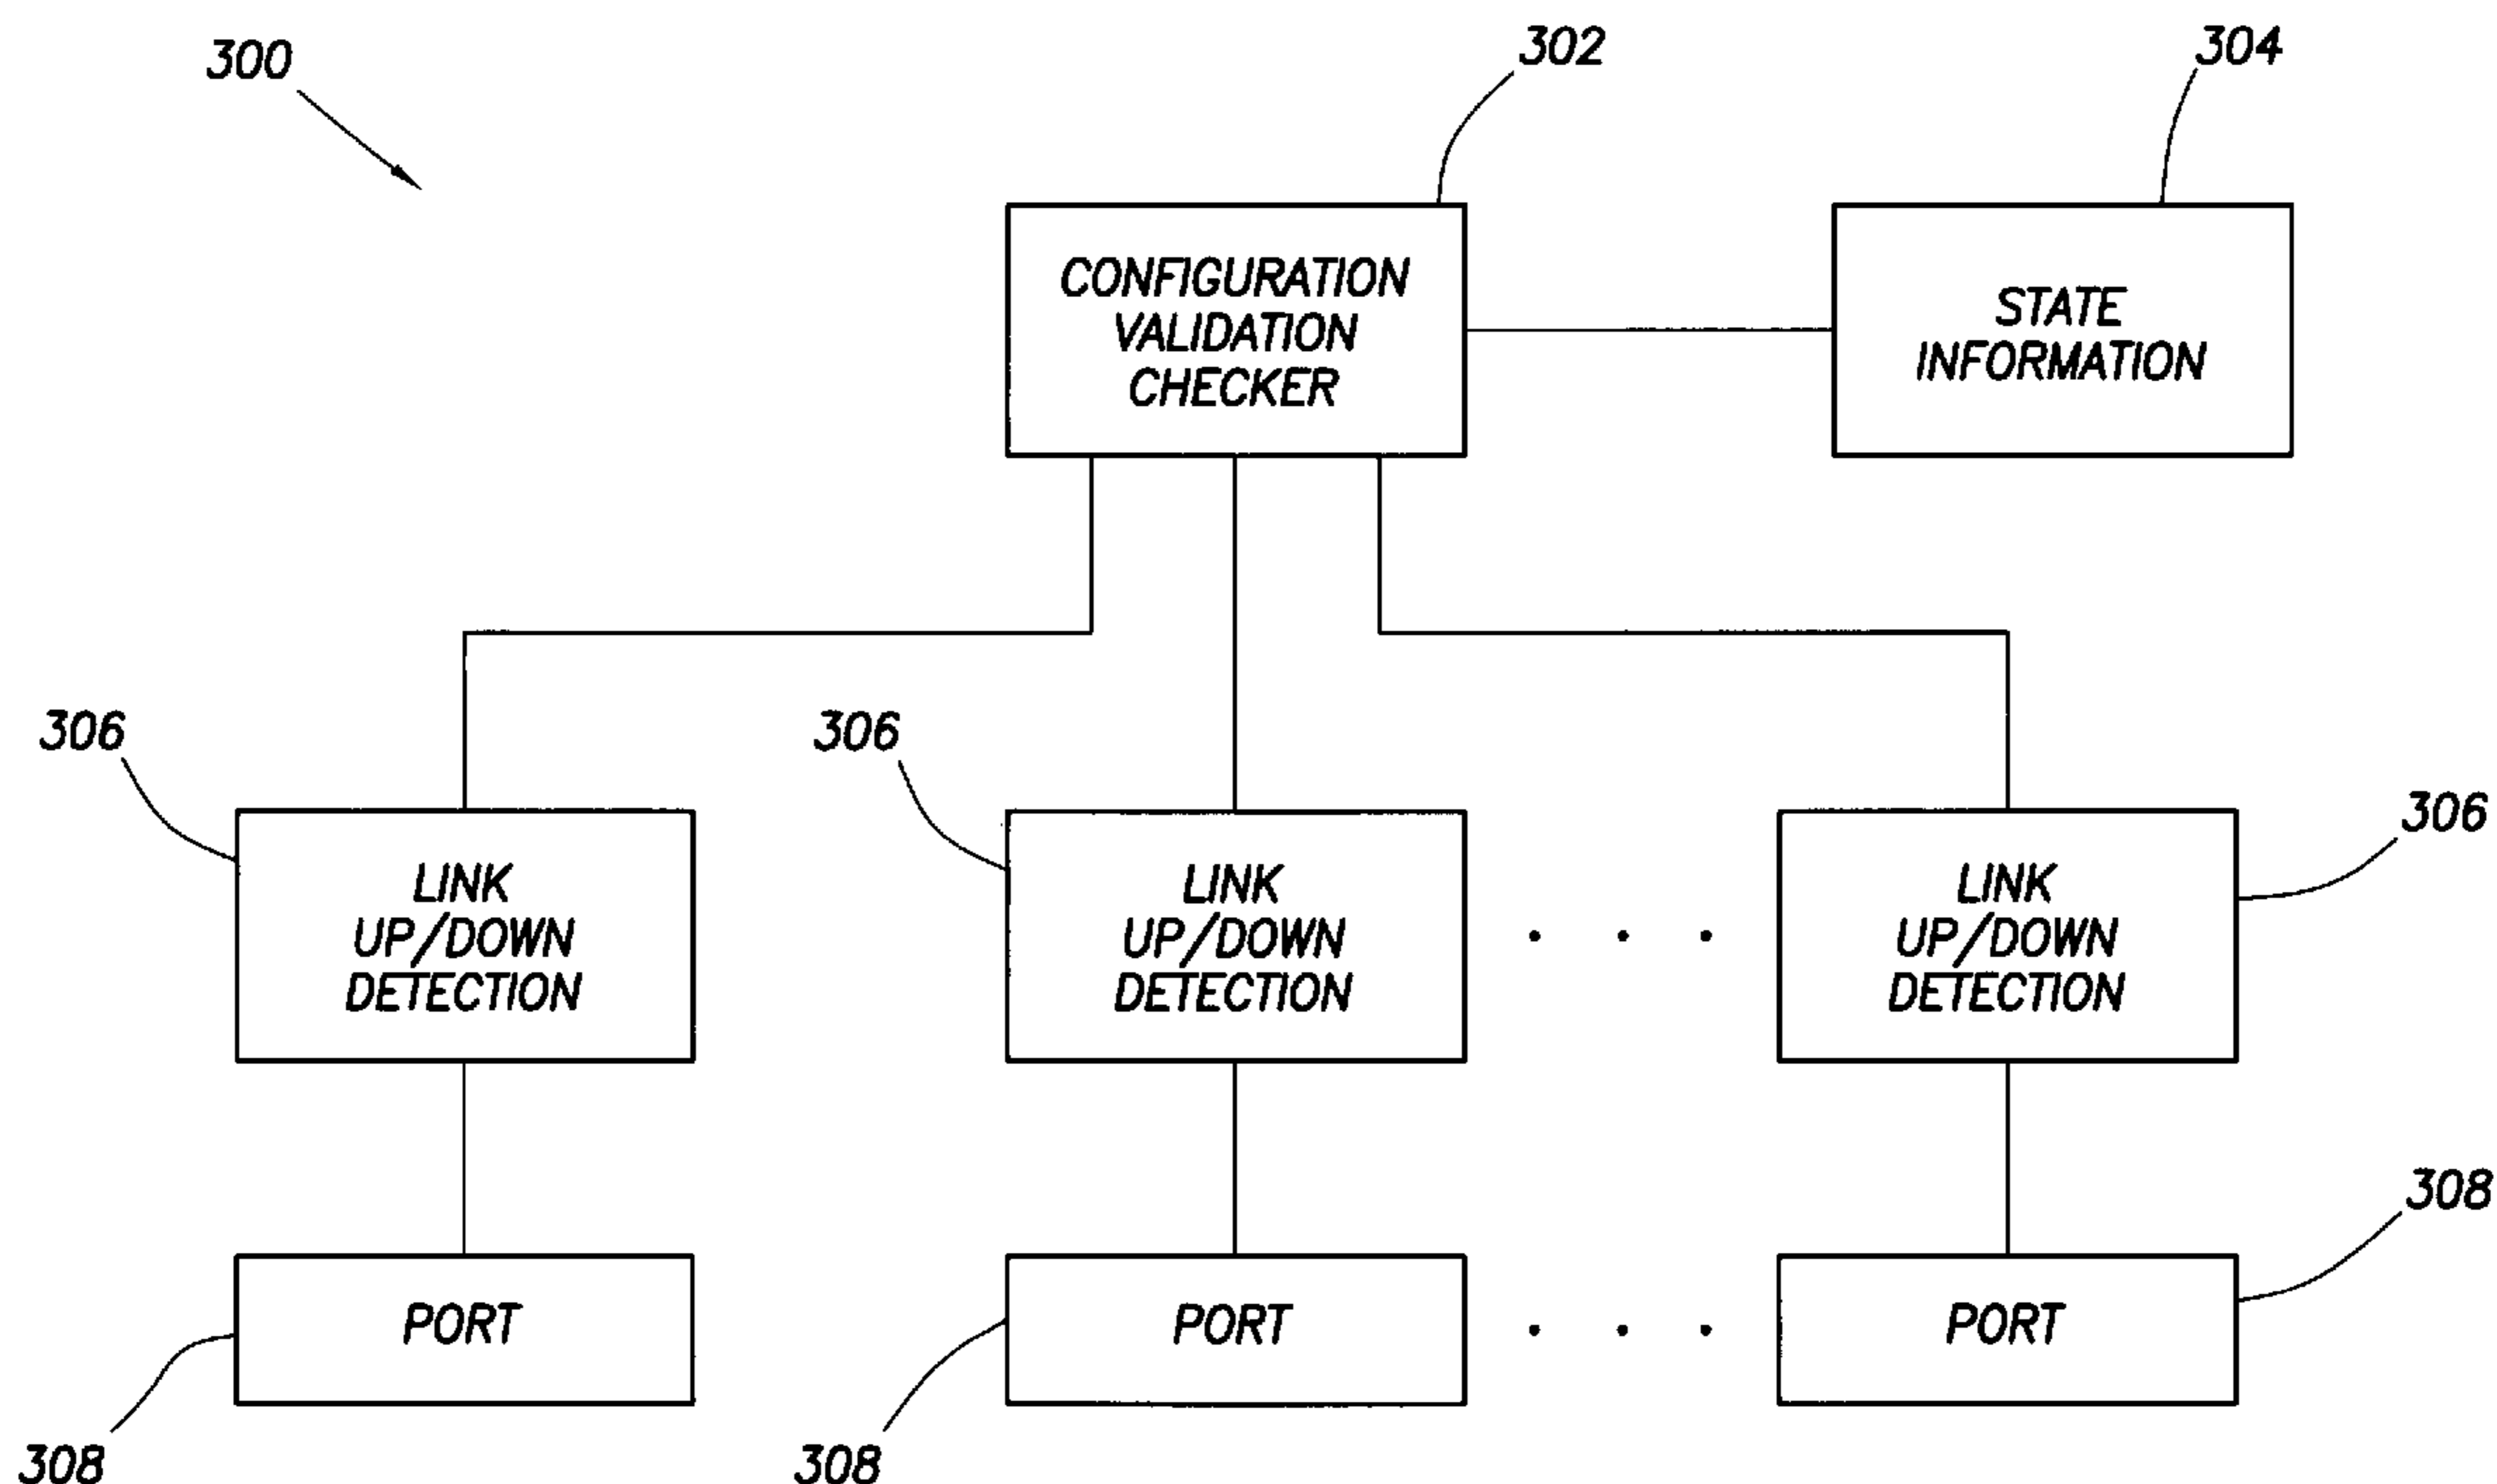 300
302
304
CONFIGURATION
VALIDATION
CHECKER
STATE
INFORMATION
306
306
306
LINK
UP/DOWN
DETECTION
LINK
UP/DOWN
DETECTION
LINK
UP/DOWN
DETECTION
308
PORT
PORT
PORT
308
308